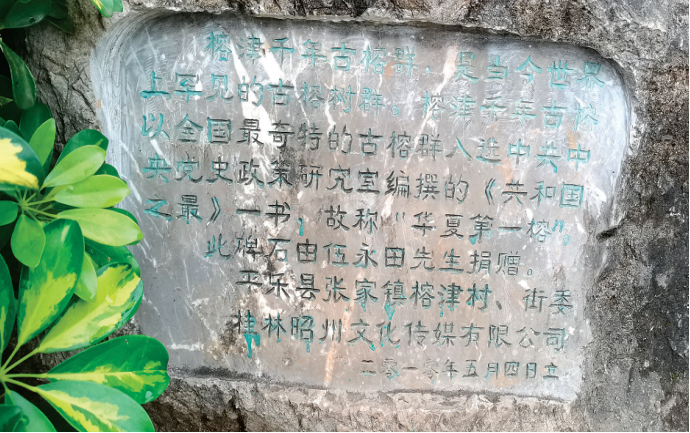 榕津千年古榕群，是当今世界
上罕见的古榕树群。榕津千年古榕
以全国最奇特的古榕群入选中共中
央党史政策研究室编撰的《共和国
之最》一书，故称“华夏第一榕”。
此碑石由伍永田先生捐赠。
平乐县张家镇榕津村、街委
桂林昭州文化传媒有限公司
二零一零年五月四日立